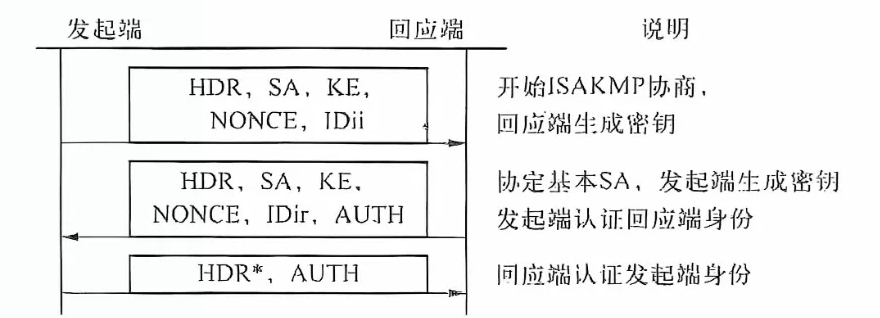 发起端 回应端 说明
HDR, SA, KE,
NONCE, IDii
开始ISAKMP协商,
回应端生成密钥
HDR, SA, KE,
NONCE, IDir, AUTH
协定基本SA, 发起端生成密钥
发起端认证回应端身份
HDR*, AUTH
回应端认证发起端身份